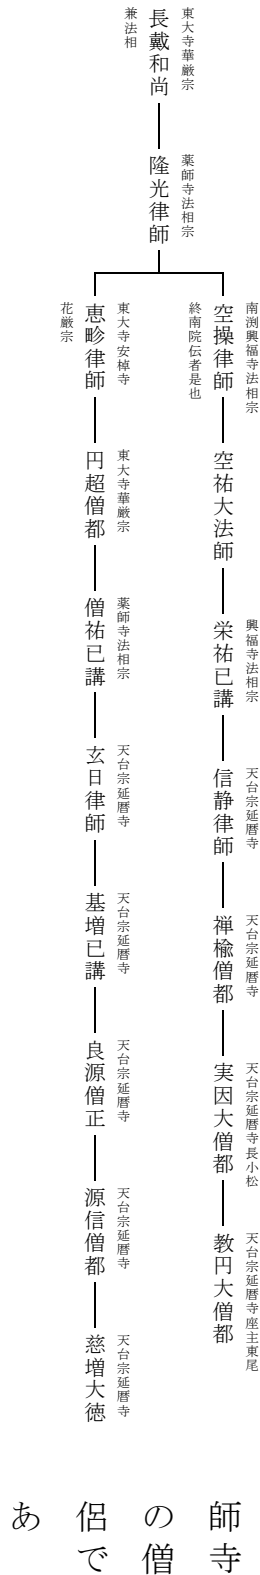 東大寺華厳宗
長載和尚
兼法相
薬師寺法相宗
隆光律師
南渕興福寺法相宗
空操律師
終南院伝者是也
空祐大法師
興福寺法相宗
栄祐已講
天台宗延暦寺
信静律師
天台宗延暦寺
禅楡僧都
天台宗延暦寺長小松
実因大僧都
天台宗延暦寺座主東尾
教円大僧都
東大寺安棹寺
恵畛律師
花厳宗
東大寺華厳宗
円超僧都
薬師寺法相宗
僧祐已講
天台宗延暦寺
玄日律師
天台宗延暦寺
基増已講
天台宗延暦寺
良源僧正
天台宗延暦寺
源信僧都
天台宗延暦寺
慈増大徳
師寺
の僧
侶で
あ